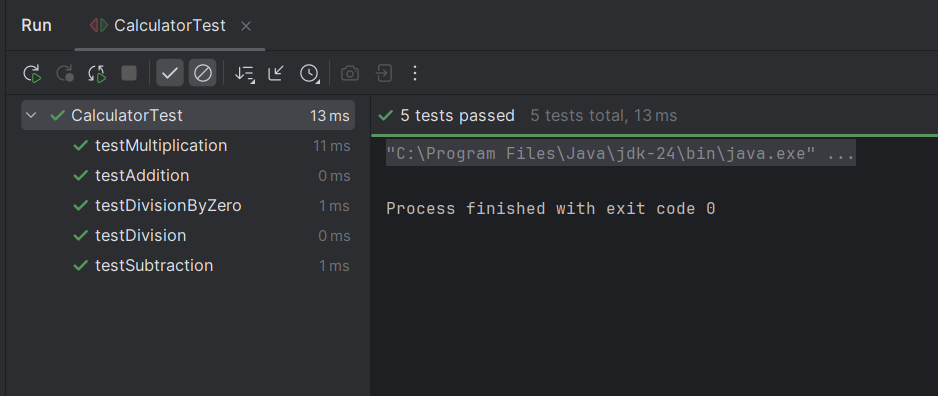 Run CalculatorTest
CalculatorTest 13 ms
testMultiplication 11 ms
testAddition 0 ms
testDivisionByZero 1 ms
testDivision 0 ms
testSubtraction 1 ms
5 tests passed 5 tests total, 13 ms
"C:\Program Files\Java\jdk-24\bin\java.exe" ...
Process finished with exit code 0